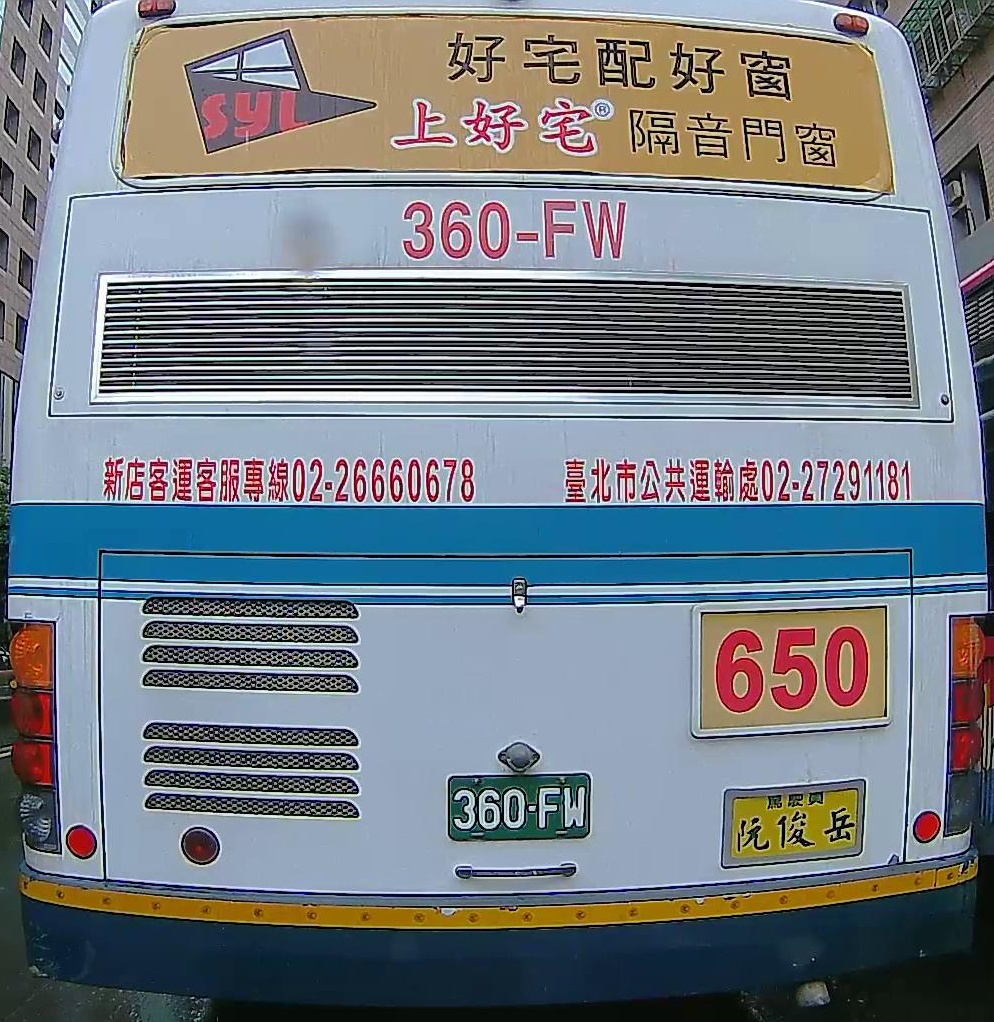 SYL
好宅配好窗
上好宅® 隔音門窗
360-FW
新店客運客服專線02-26660678
臺北市公共運輸處02-27291181
650
360-FW
駕駛員
阮俊岳